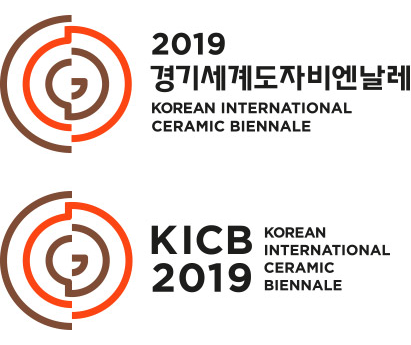 2019
경기세계도자비엔날레
KOREAN INTERNATIONAL
CERAMIC BIENNALE
KICB
2019
KOREAN
INTERNATIONAL
CERAMIC
BIENNALE